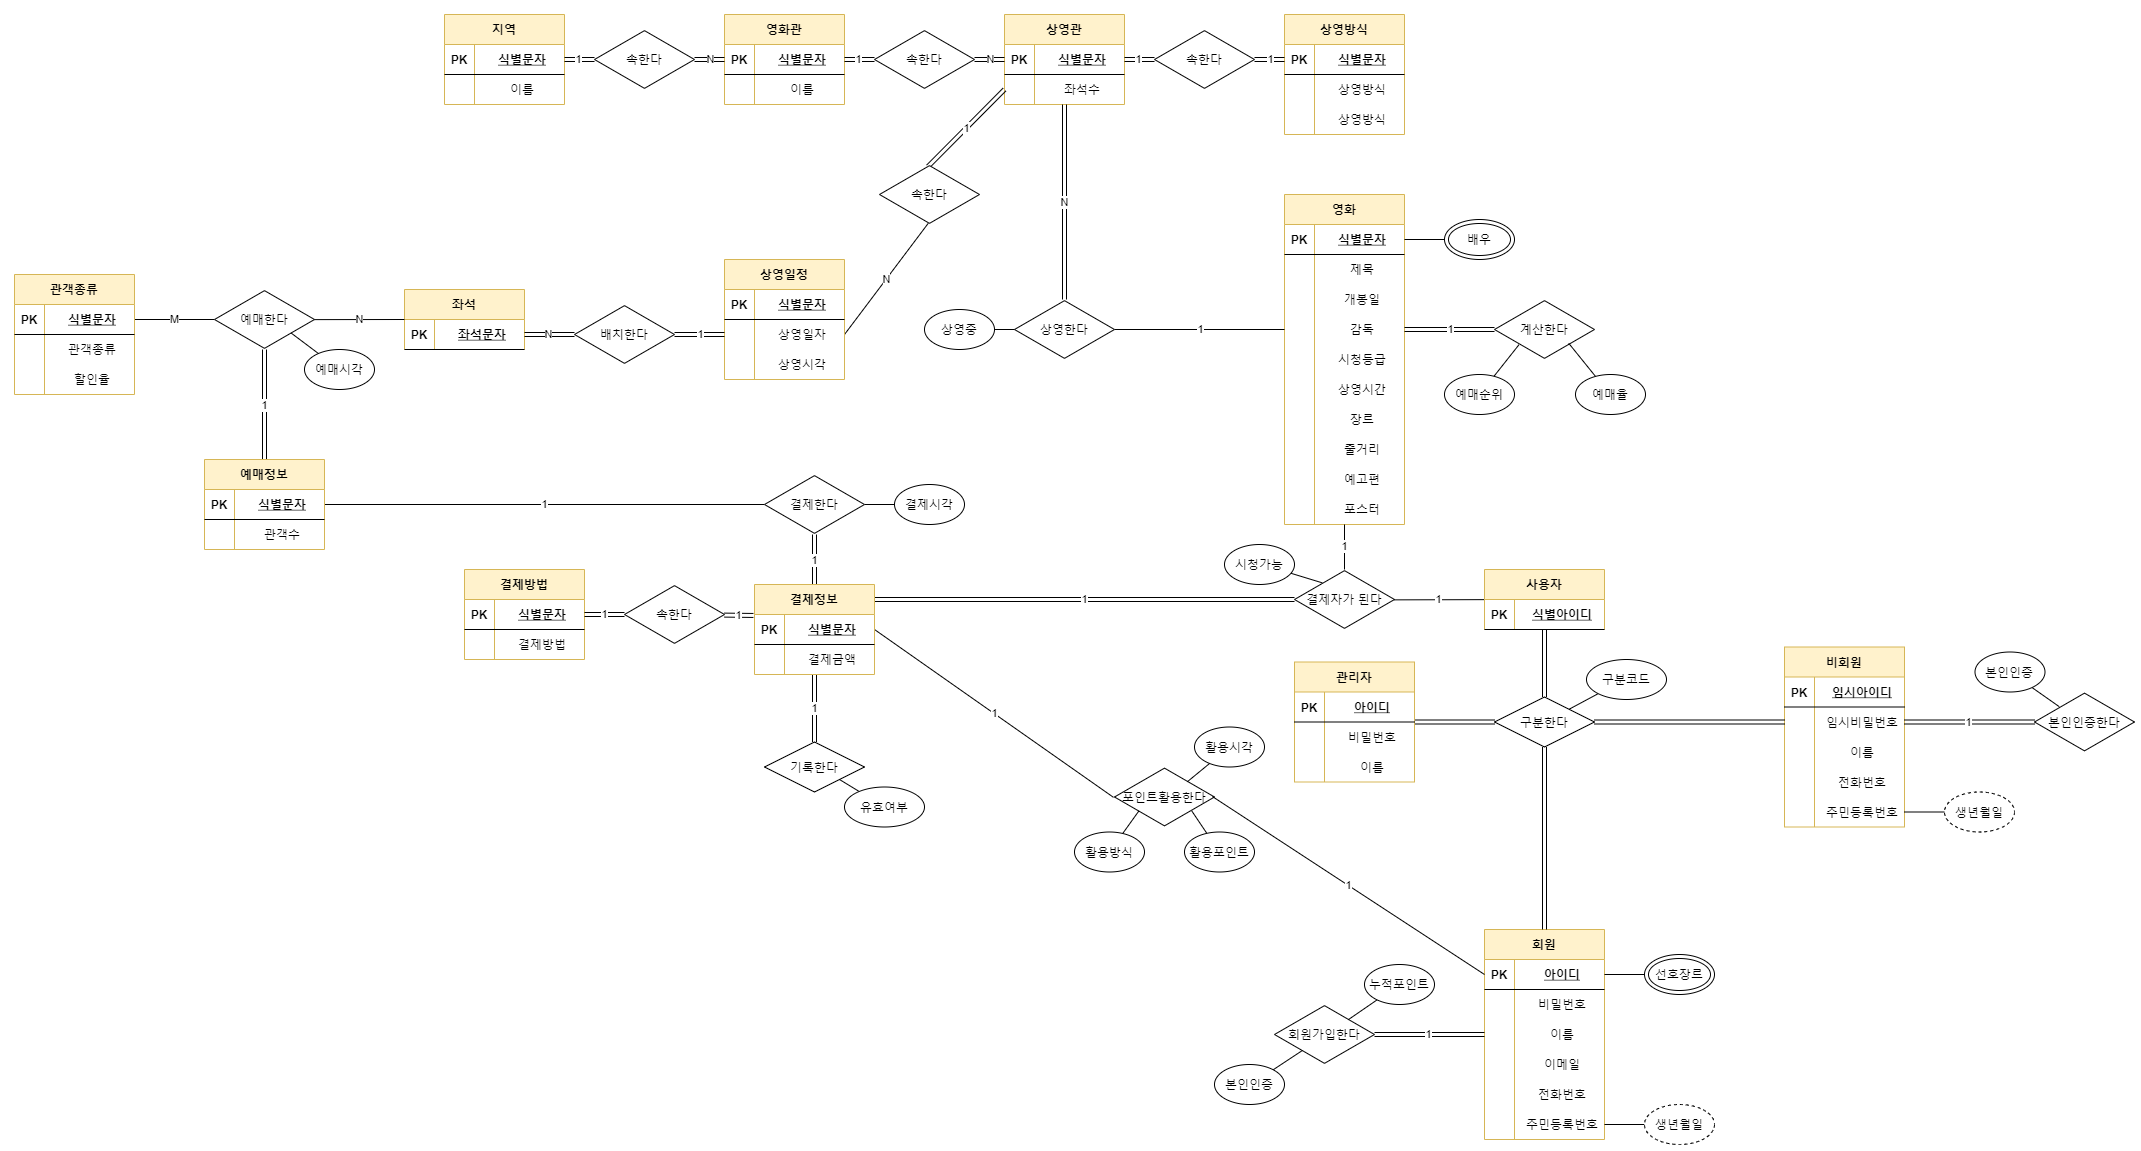 지역
PK 식별문자
이름
1
속한다
N
영화관
PK 식별문자
이름
1
속한다
N
상영관
PK 식별문자
좌석수
1
속한다
1
상영방식
PK 식별문자
상영방식
상영방식
1
속한다
N
N
영화
PK 식별문자
제목
개봉일
감독
시청등급
상영시간
장르
줄거리
예고편
포스터
배우
1
계산한다
예매순위
예매율
관객종류
PK 식별문자
관객종류
할인율
M
예매한다
N
예매시각
1
좌석
PK 좌석문자
N
배치한다
1
상영일정
PK 식별문자
상영일자
상영시각
상영중
상영한다
1
예매정보
PK 식별문자
관객수
1
결제한다
결제시각
1
결제방법
PK 식별문자
결제방법
1
속한다
1
결제정보
PK 식별문자
결제금액
1
1
시청가능
결제자가 된다
1
사용자
PK 식별아이디
1
기록한다
유효여부
1
포인트활용한다
활용시각
활용방식
활용포인트
1
관리자
PK 아이디
비밀번호
이름
구분한다
구분코드
비회원
PK 임시아이디
임시비밀번호
이름
전화번호
주민등록번호
1
본인인증한다
본인인증
생년월일
회원
PK 아이디
비밀번호
이름
이메일
전화번호
주민등록번호
선호장르
생년월일
누적포인트
회원가입한다
1
본인인증